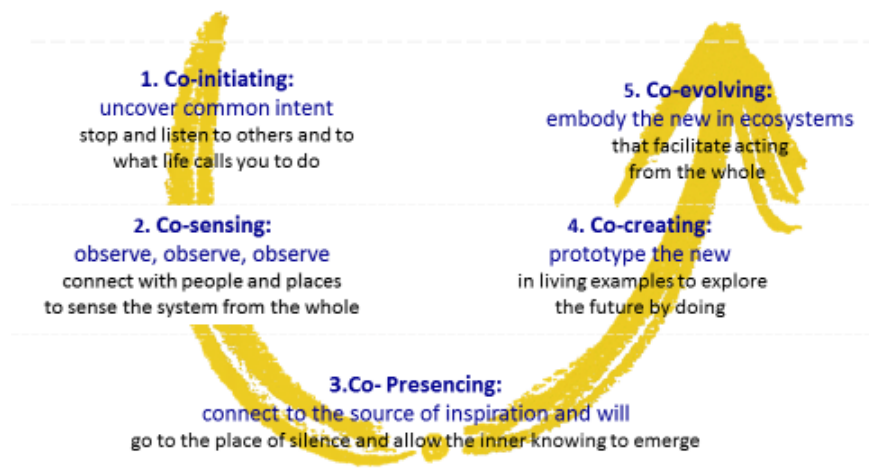 1. Co-initiating:
uncover common intent
stop and listen to others and to
what life calls you to do
2. Co-sensing:
observe, observe, observe
connect with people and places
to sense the system from the whole
3.Co- Presencing:
connect to the source of inspiration and will
go to the place of silence and allow the inner knowing to emerge
4. Co-creating:
prototype the new
in living examples to explore
the future by doing
5. Co-evolving:
embody the new in ecosystems
that facilitate acting
from the whole